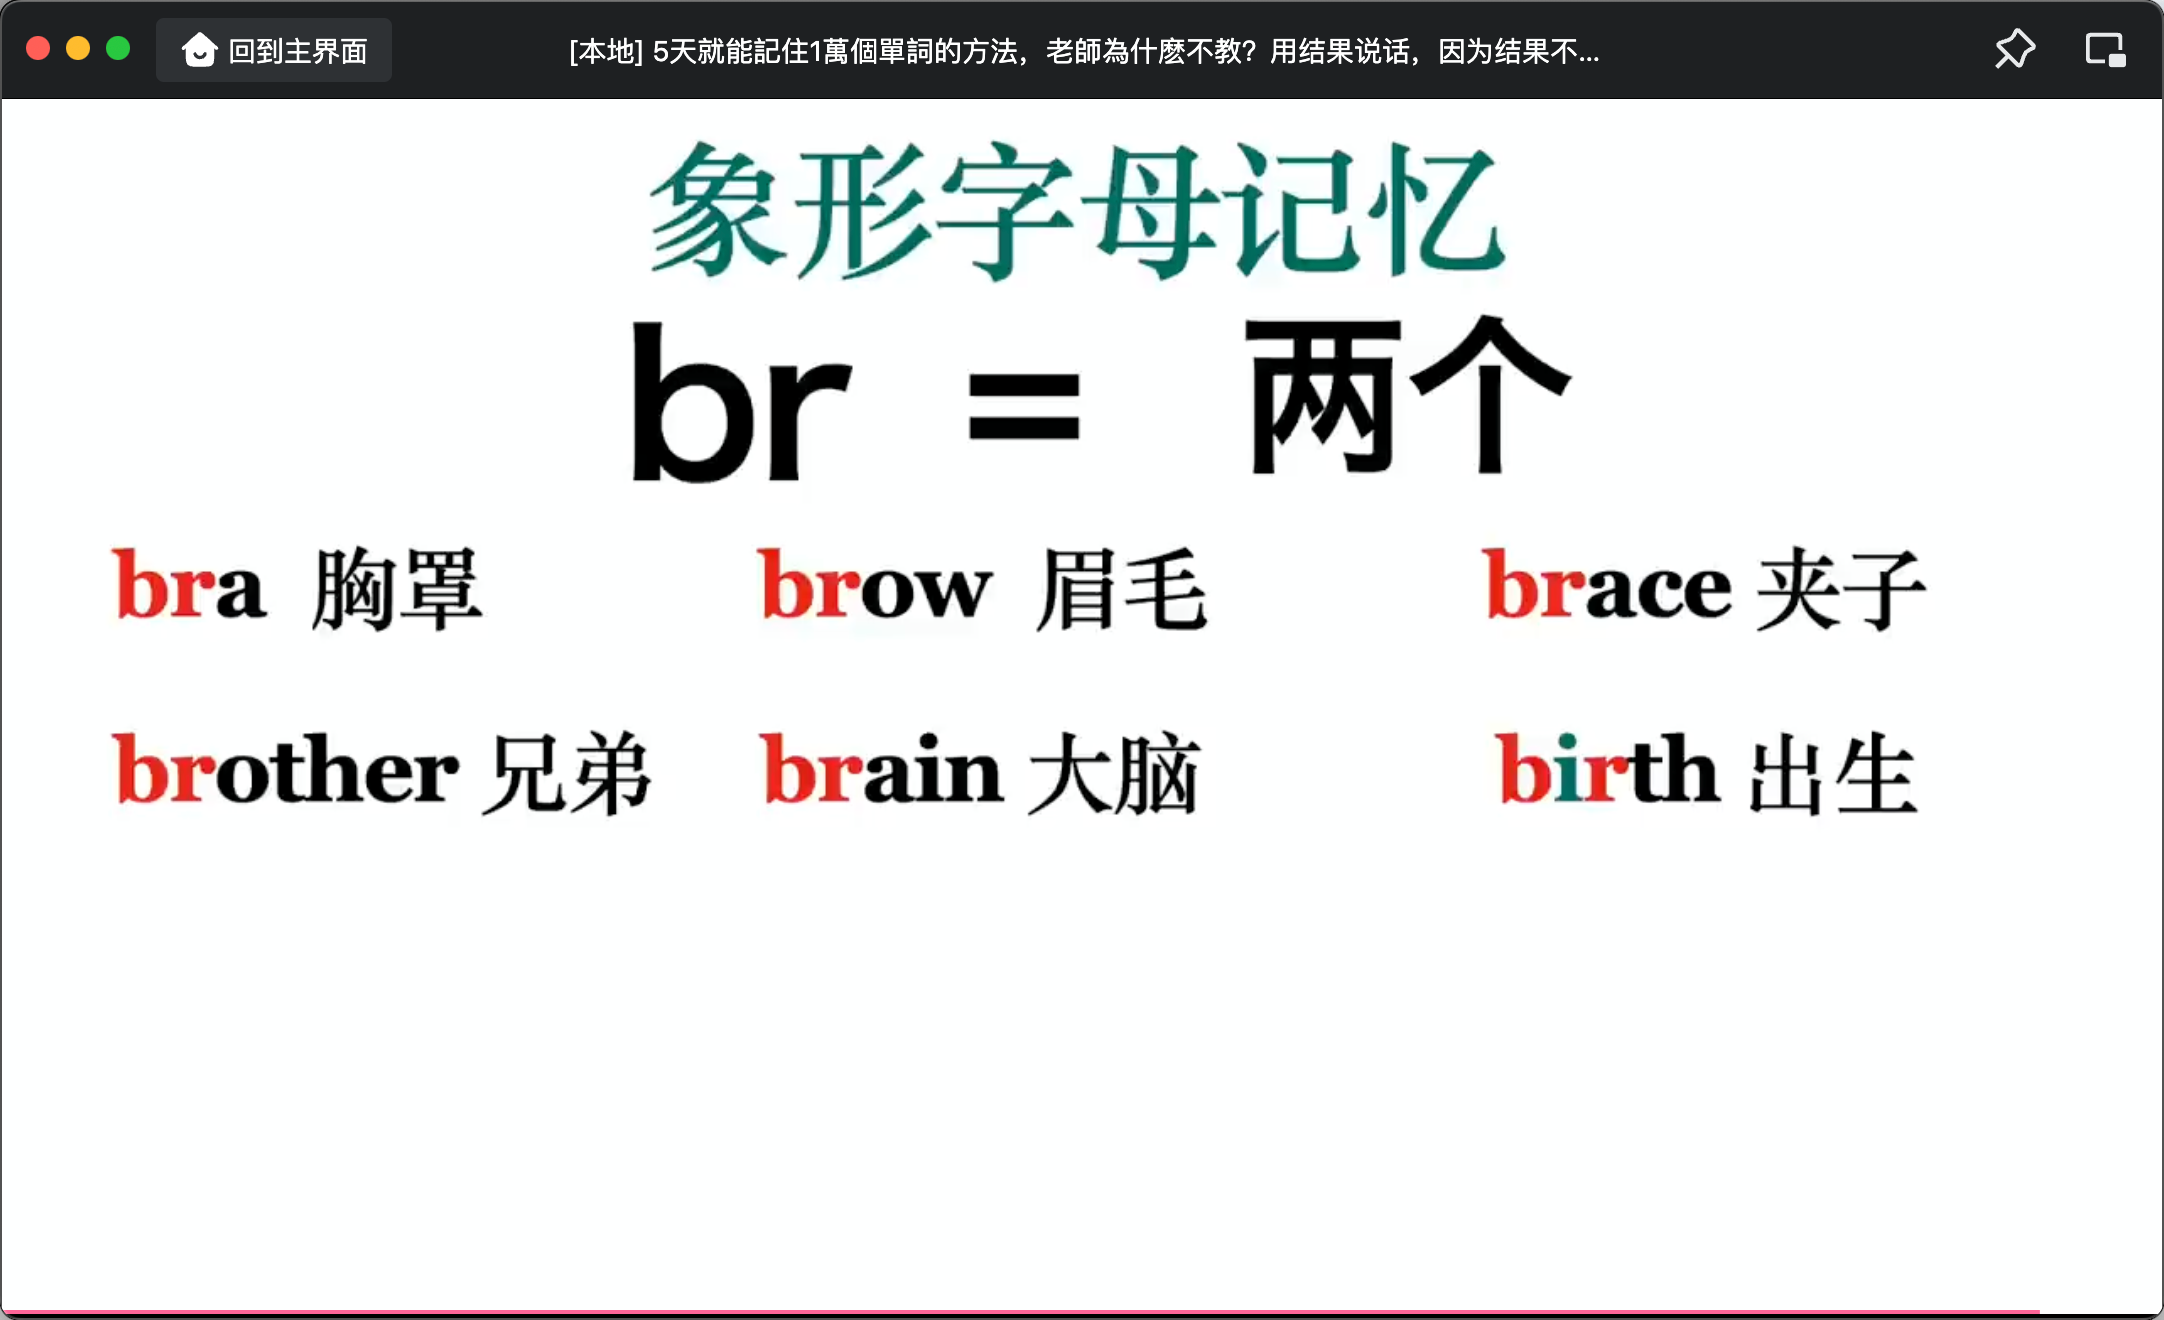 回到主界面
[本地] 5天就能記住1萬個單詞的方法，老師為什麽不教？用结果说话，因为结果不...
象形字母记忆
br = 两个
bra 胸罩 brow 眉毛 brace 夹子
brother 兄弟 brain 大脑 birth 出生